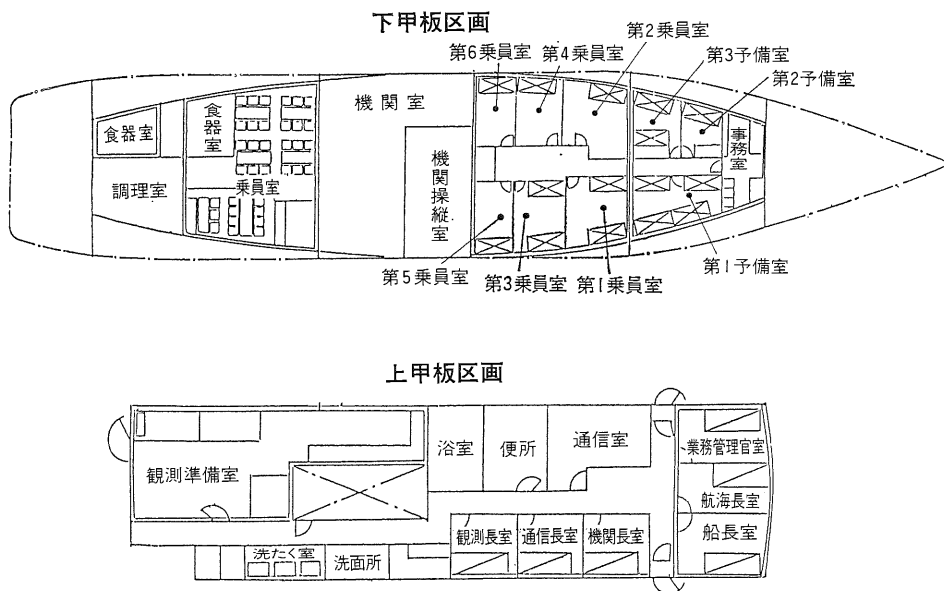 下甲板区画
第6乗員室
第4乗員室
第2乗員室
第3予備室
第2予備室
食器室
調理室
食器室
乗員室
機関室
機関操縦室
事務室
第5乗員室
第3乗員室
第1乗員室
第1予備室
上甲板区画
観測準備室
浴室
便所
通信室
業務管理官室
航海長室
船長室
観測長室
通信長室
機関長室
洗たく室
洗面所